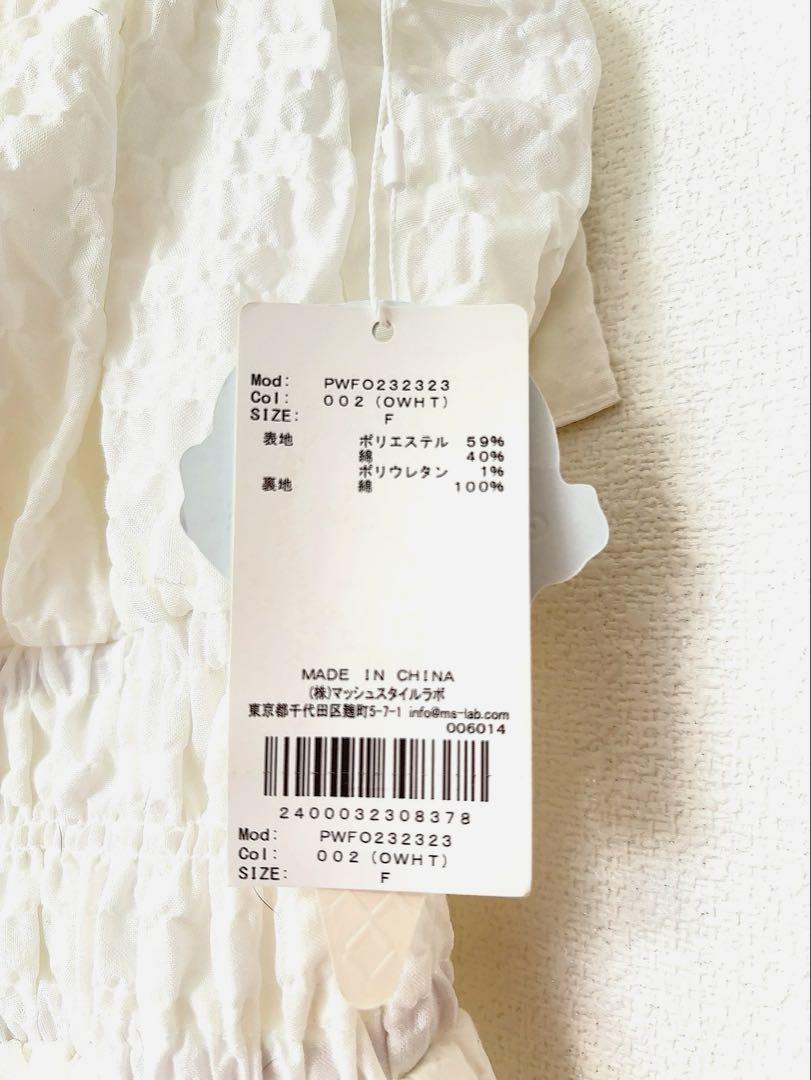 Mod: PWFO232323
Col: 002 (OWHT)
SIZE: F
表地 ポリエステル 59%
綿 40%
ポリウレタン 1%
裏地 綿 100%
MADE IN CHINA
(株)マッシュスタイルラボ
東京都千代田区麹町5-7-1 info@ms-lab.com
006014
2400032308378
Mod: PWFO232323
Col: 002 (OWHT)
SIZE: F